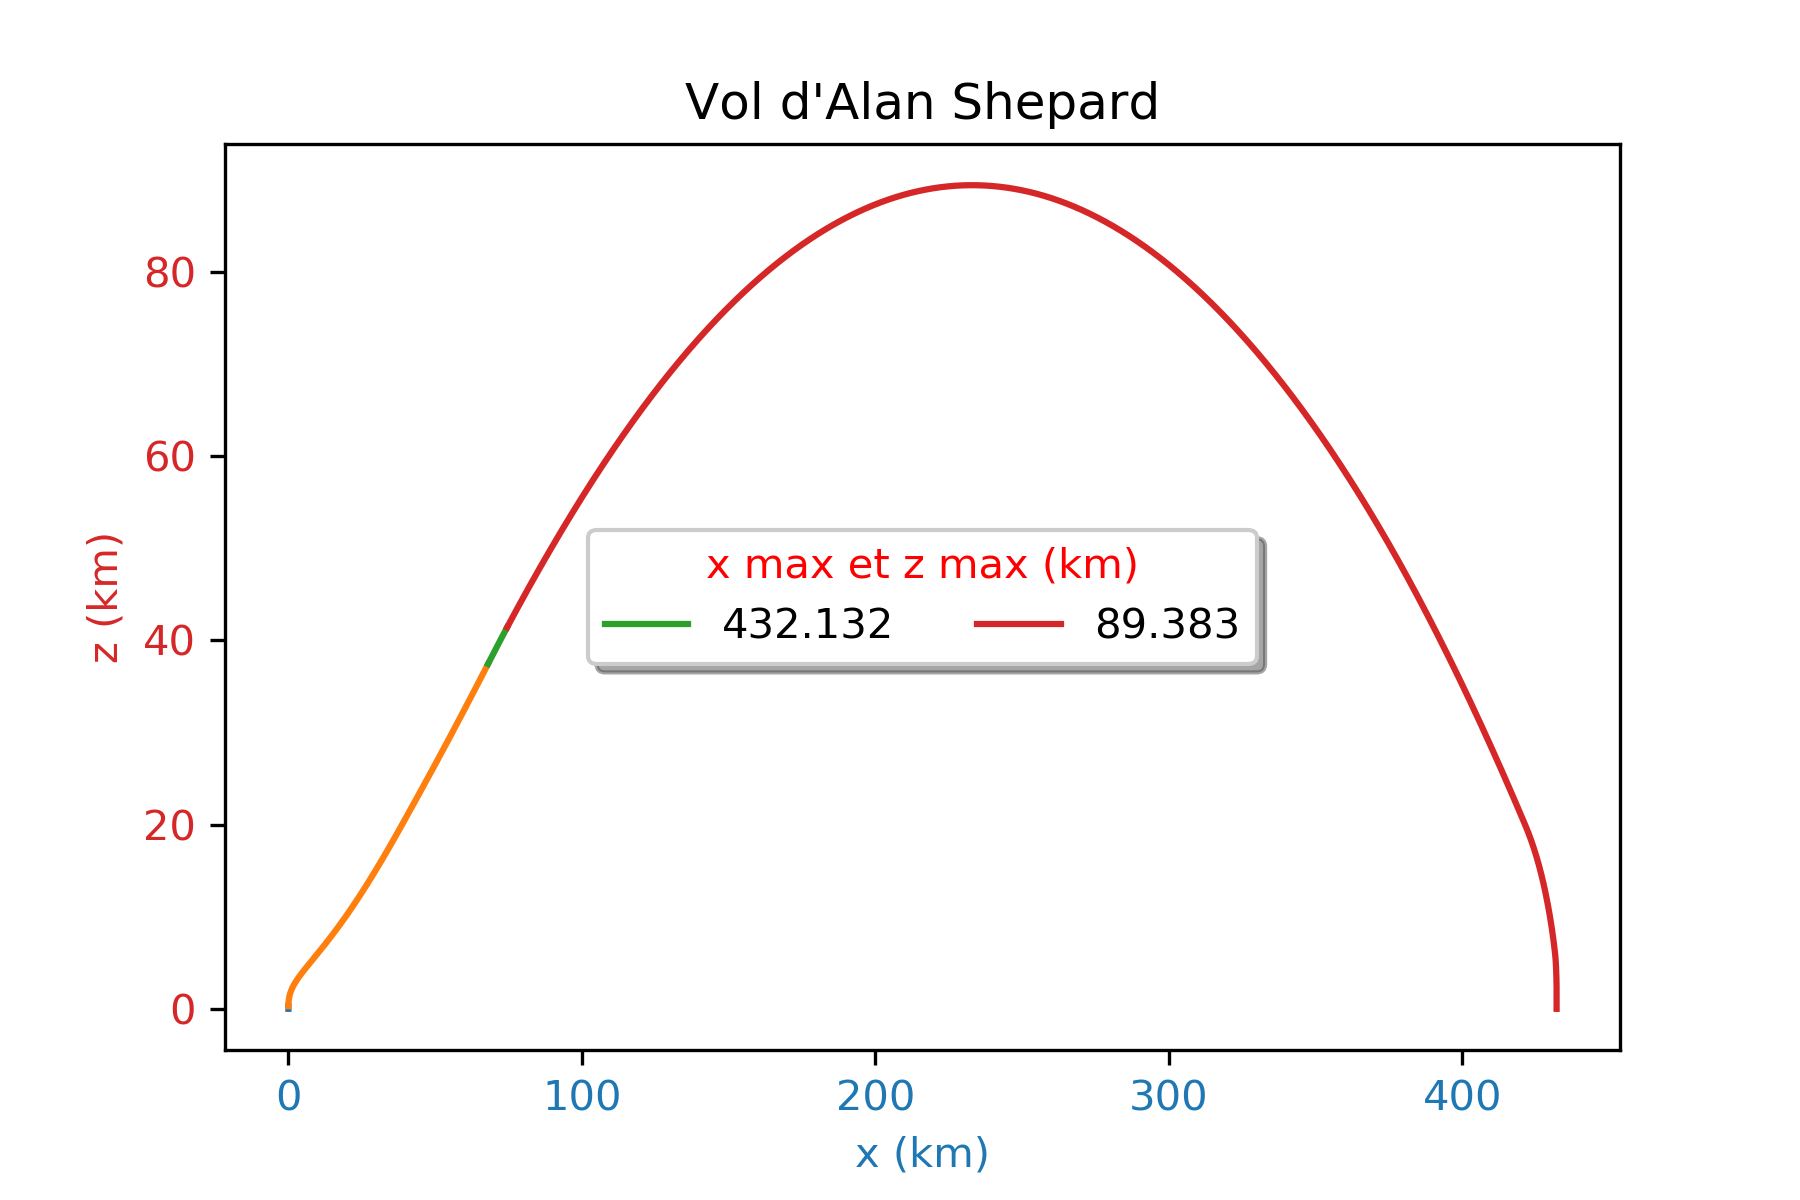 Vol d'Alan Shepard
80
60
40
20
0
z (km)
x max et z max (km)
432.132 89.383
0 100 200 300 400
x (km)